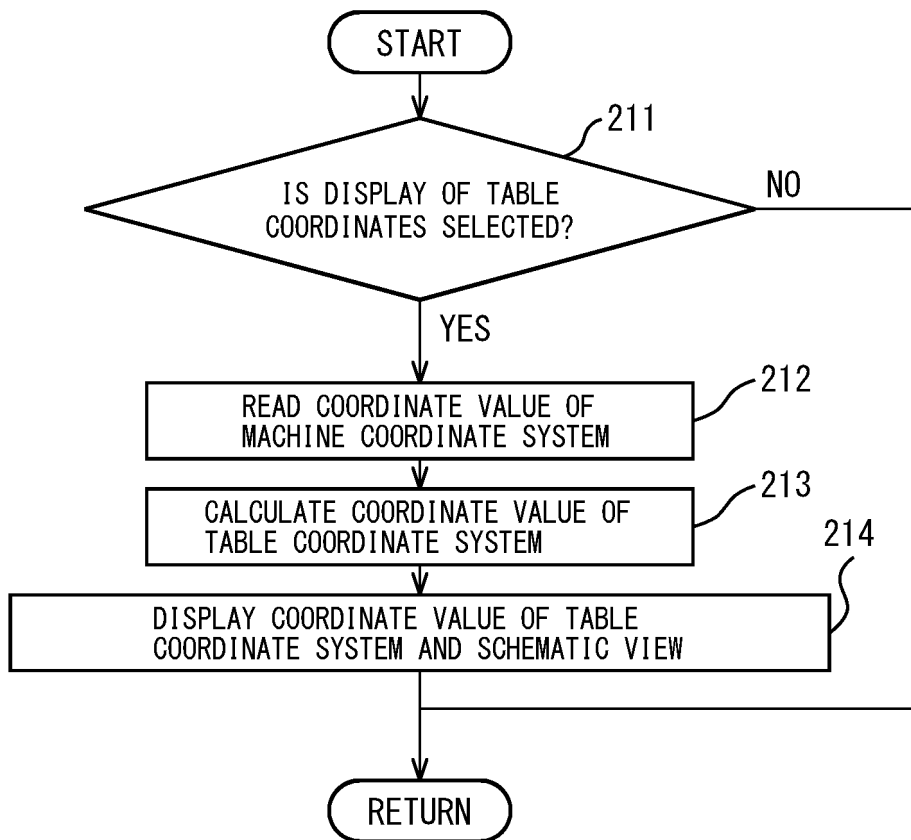 START
211
IS DISPLAY OF TABLE
COORDINATES SELECTED?
NO
YES
212
READ COORDINATE VALUE OF
MACHINE COORDINATE SYSTEM
213
CALCULATE COORDINATE VALUE OF
TABLE COORDINATE SYSTEM
214
DISPLAY COORDINATE VALUE OF TABLE
COORDINATE SYSTEM AND SCHEMATIC VIEW
RETURN